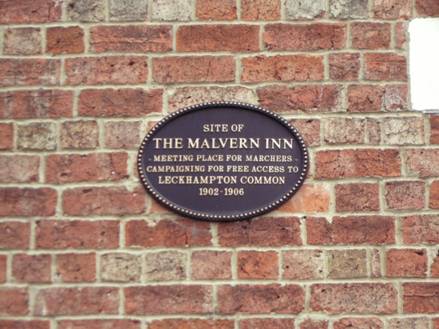 SITE OF
THE MALVERN INN
- MEETING PLACE FOR MARCHERS -
CAMPAIGNING FOR FREE ACCESS TO
LECKHAMPTON COMMON
1902-1906